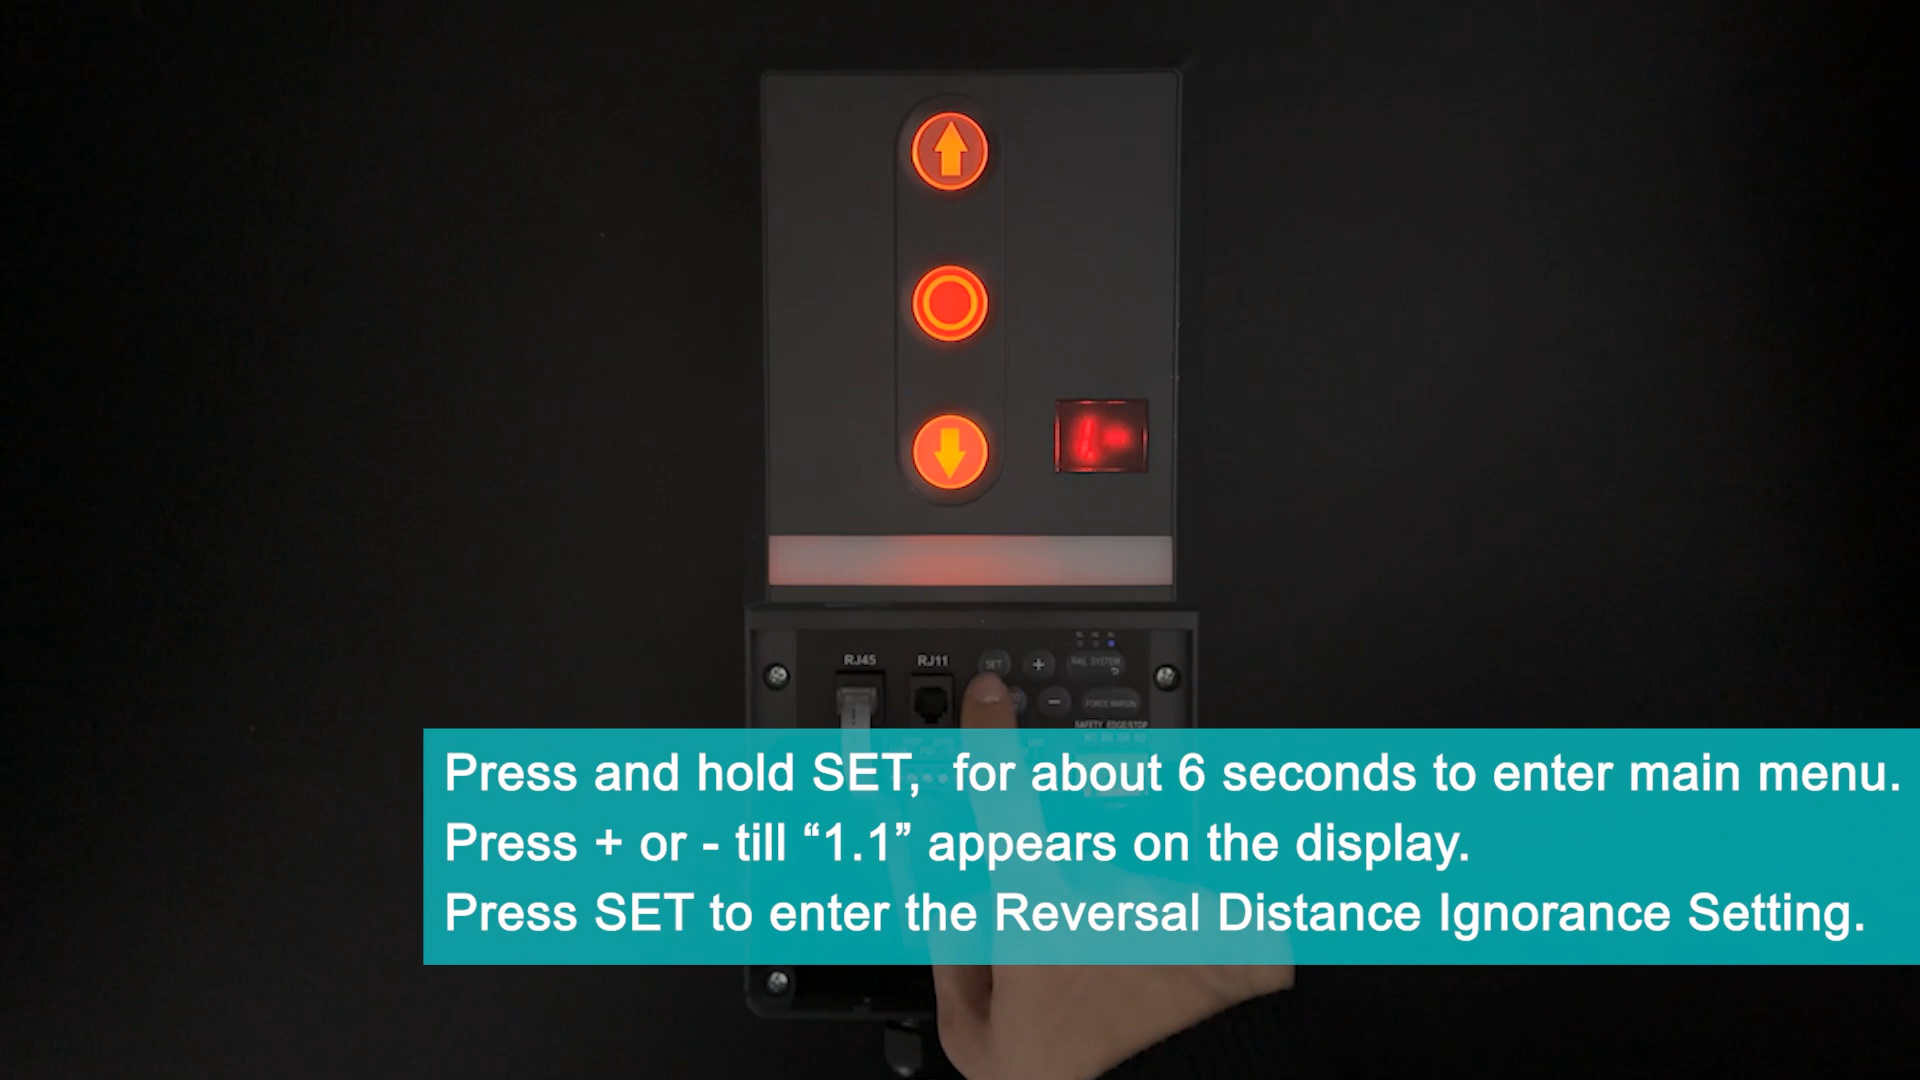 RJ45 RJ11 SET + RAIL SYSTEM
- FORCE MARGIN
SAFETY EDGE/STOP
Press and hold SET, for about 6 seconds to enter main menu.
Press + or - till “1.1” appears on the display.
Press SET to enter the Reversal Distance Ignorance Setting.